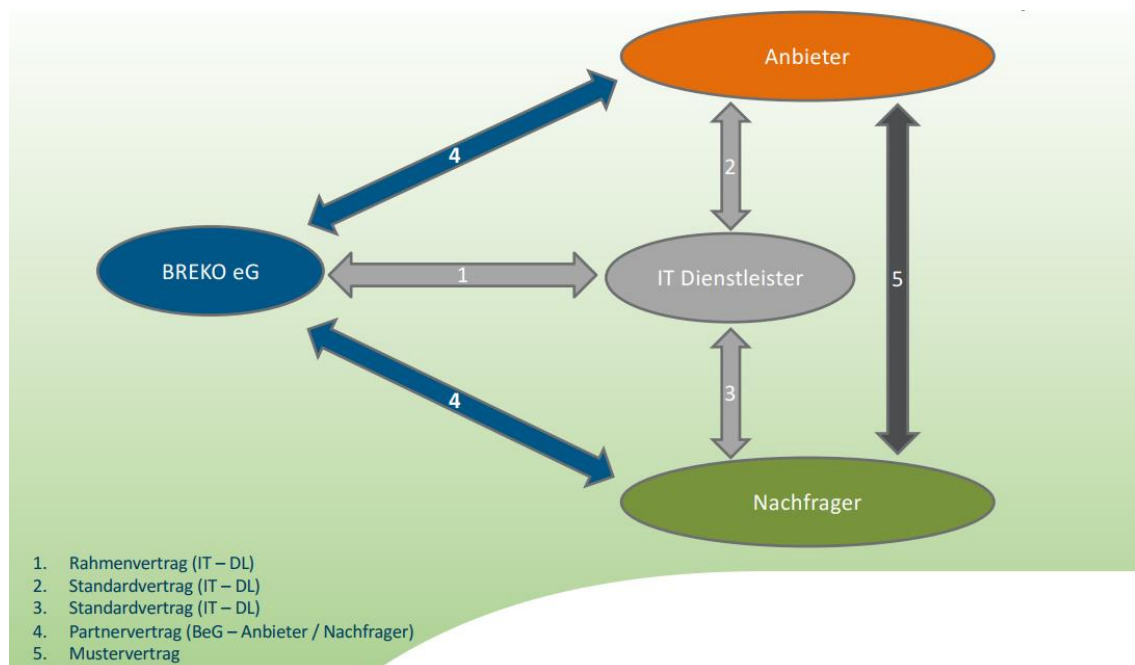 Anbieter
4
2
BREKO eG
1
IT Dienstleister
5
4
3
Nachfrager
1. Rahmenvertrag (IT – DL)
2. Standardvertrag (IT – DL)
3. Standardvertrag (IT – DL)
4. Partnervertrag (BeG – Anbieter / Nachfrager)
5. Mustervertrag